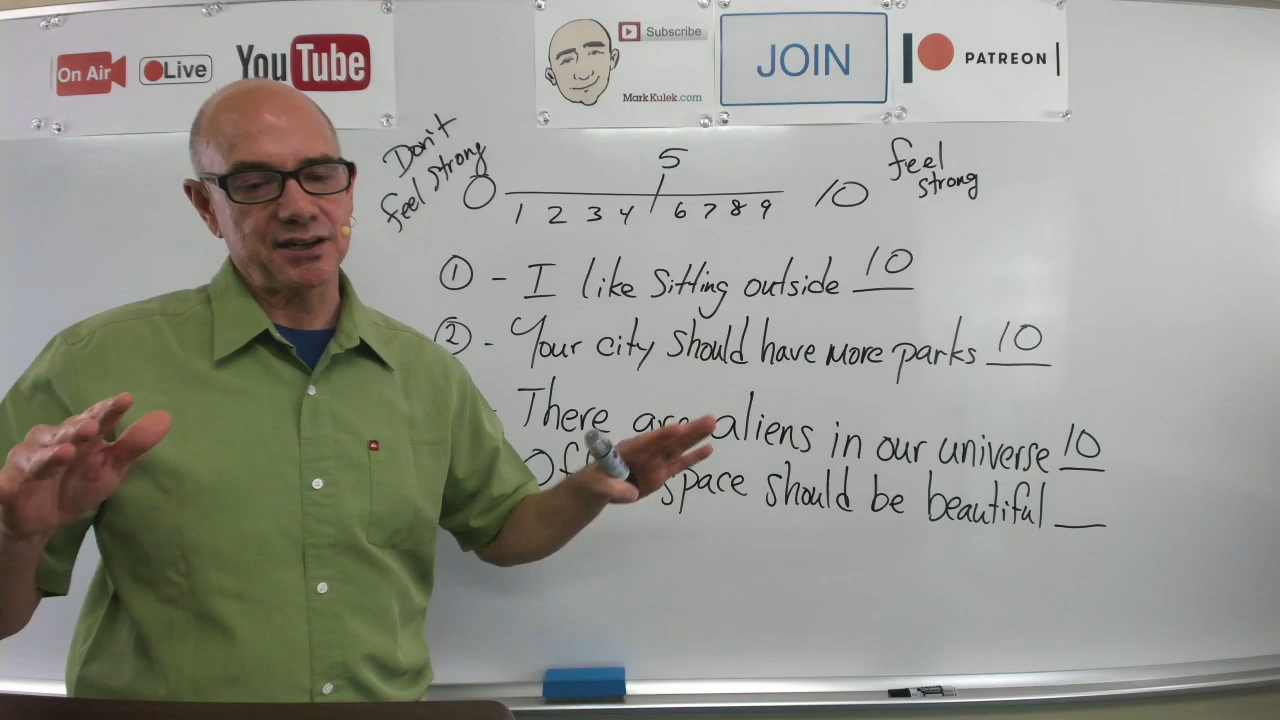 On Air
Live
YouTube
Subscribe
MarkKulek.com
JOIN
PATREON
Don't
feel strong
0
5
10
feel
strong
1 2 3 4 6 7 8 9
1 - I like sitting outside 10
2 - Your city should have more parks 10
There are aliens in our universe 10
space should be beautiful __